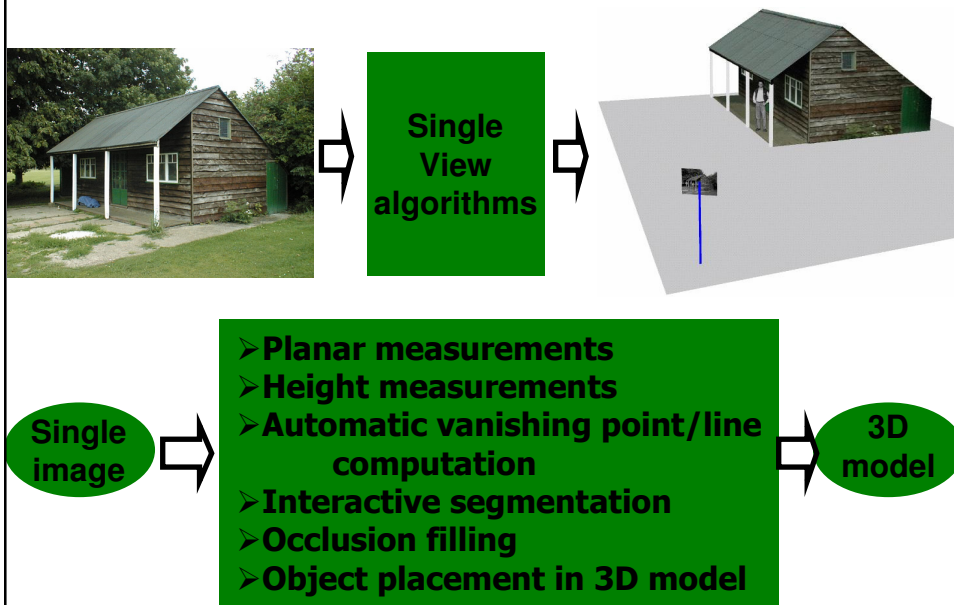 Single
View
algorithms
Single
image
➢Planar measurements
➢Height measurements
➢Automatic vanishing point/line
computation
➢Interactive segmentation
➢Occlusion filling
➢Object placement in 3D model
3D
model